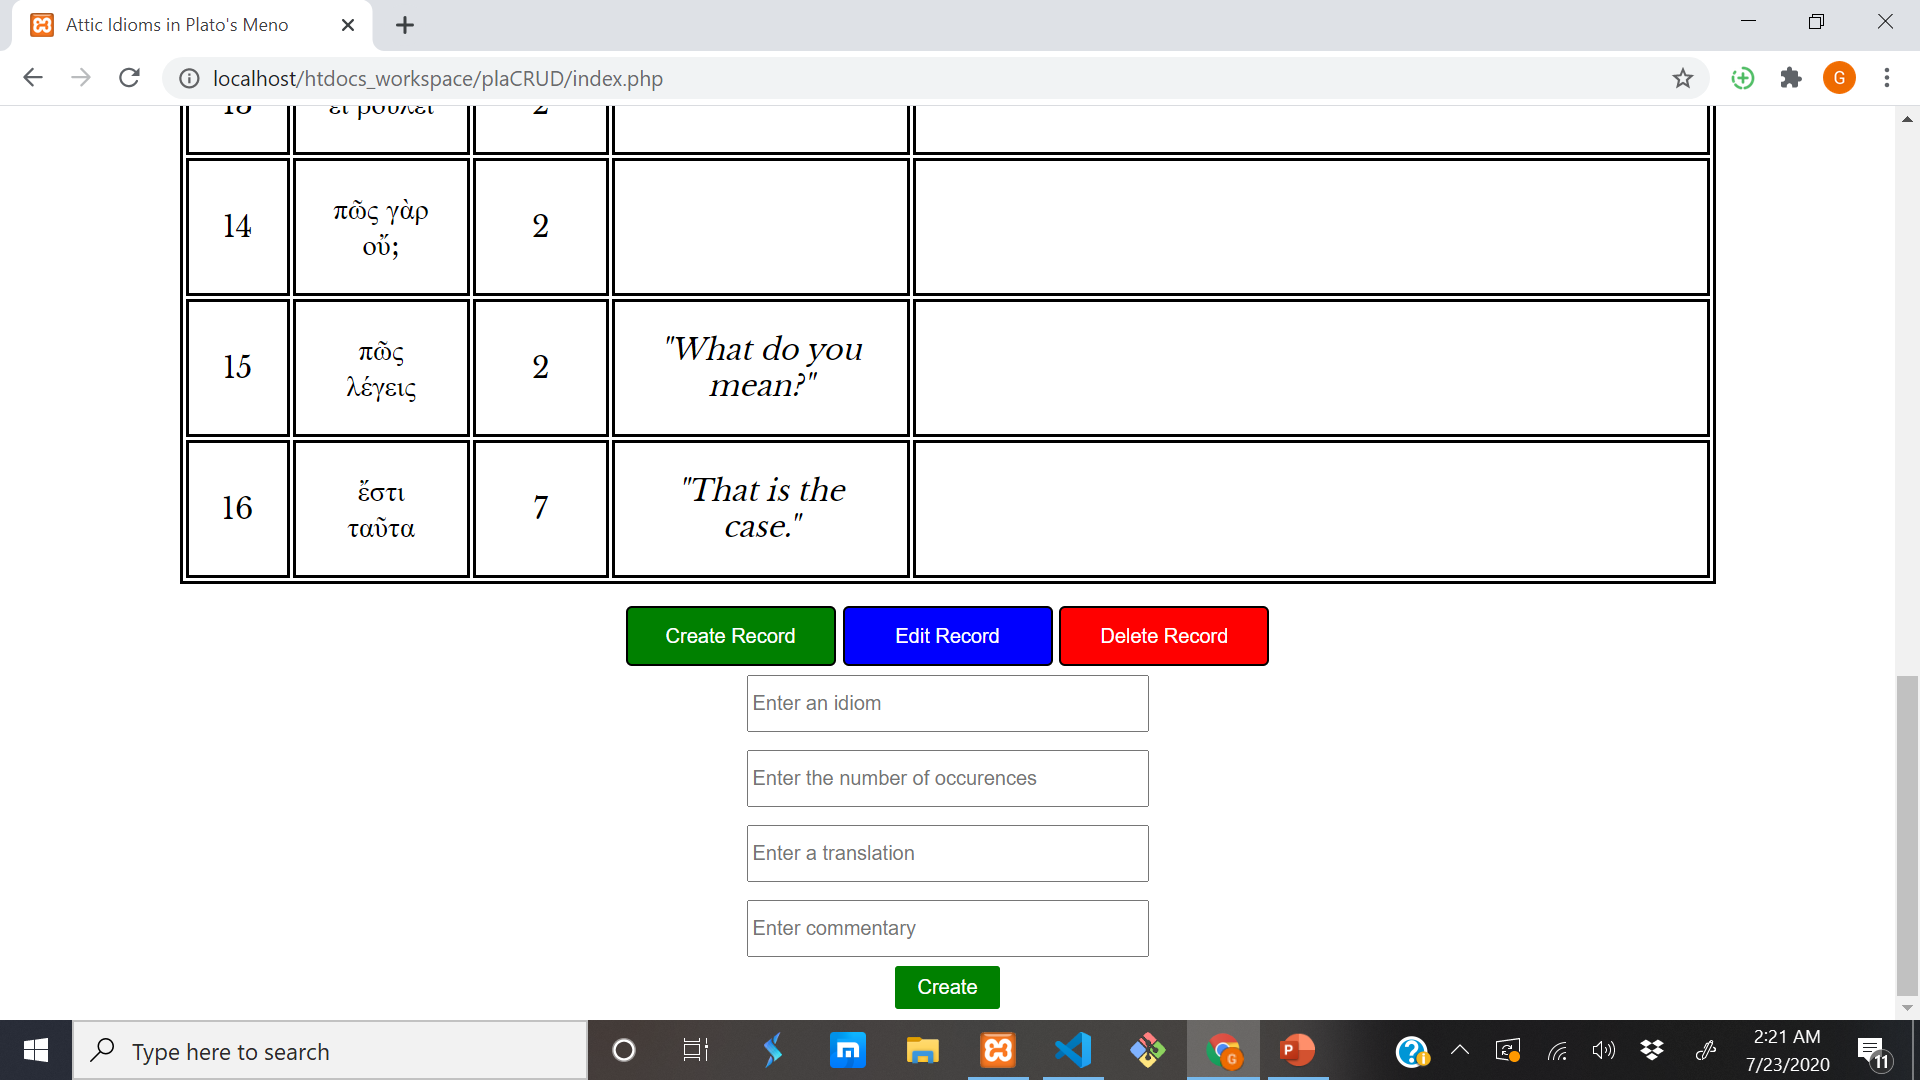 Attic Idioms in Plato's Meno
localhost/htdocs_workspace/plaCRUD/index.php
G
2
14
πῶς γὰρ
οὔ;
2
15
πῶς
λέγεις
2
"What do you
mean?"
16
ἔστι
ταῦτα
7
"That is the
case."
Create Record
Edit Record
Delete Record
Enter an idiom
Enter the number of occurences
Enter a translation
Enter commentary
Create
Type here to search
2:21 AM
7/23/2020
11